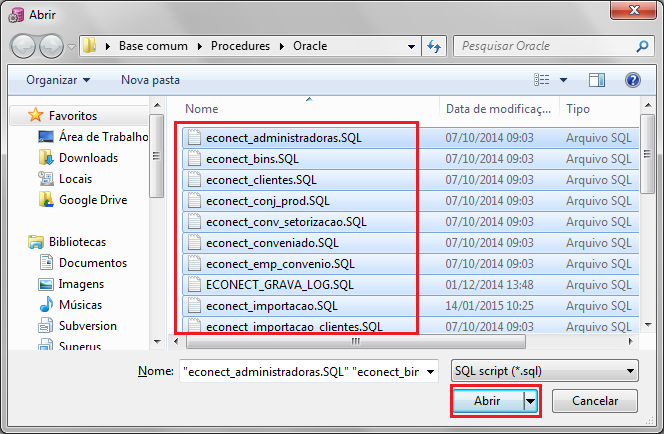 Abrir
Base comum Procedures Oracle Pesquisar Oracle
Organizar Nova pasta
Nome Data de modificaç... Tipo
Favoritos
Área de Trabalho
Downloads
Locais
Google Drive
Bibliotecas
Documentos
Imagens
Músicas
Subversion
Superus
econect_administradoras.SQL 07/10/2014 09:03 Arquivo SQL
econect_bins.SQL 07/10/2014 09:03 Arquivo SQL
econect_clientes.SQL 07/10/2014 09:03 Arquivo SQL
econect_conj_prod.SQL 07/10/2014 09:03 Arquivo SQL
econect_conv_setorizacao.SQL 07/10/2014 09:03 Arquivo SQL
econect_conveniado.SQL 07/10/2014 09:03 Arquivo SQL
econect_emp_convenio.SQL 07/10/2014 09:03 Arquivo SQL
ECONECT_GRAVA_LOG.SQL 01/12/2014 13:48 Arquivo SQL
econect_importacao.SQL 14/01/2015 10:25 Arquivo SQL
econect_importacao_clientes.SQL 07/10/2014 09:03 Arquivo SQL
Nome: "econect_administradoras.SQL" "econect_bin SQL script (*.sql)
Abrir Cancelar